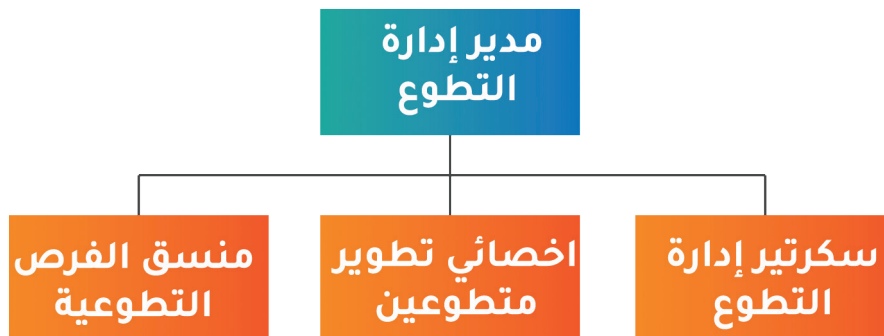 مدير إدارة
التطوع
سكرتير إدارة
التطوع
اخصائي تطوير
متطوعين
منسق الفرص
التطوعية